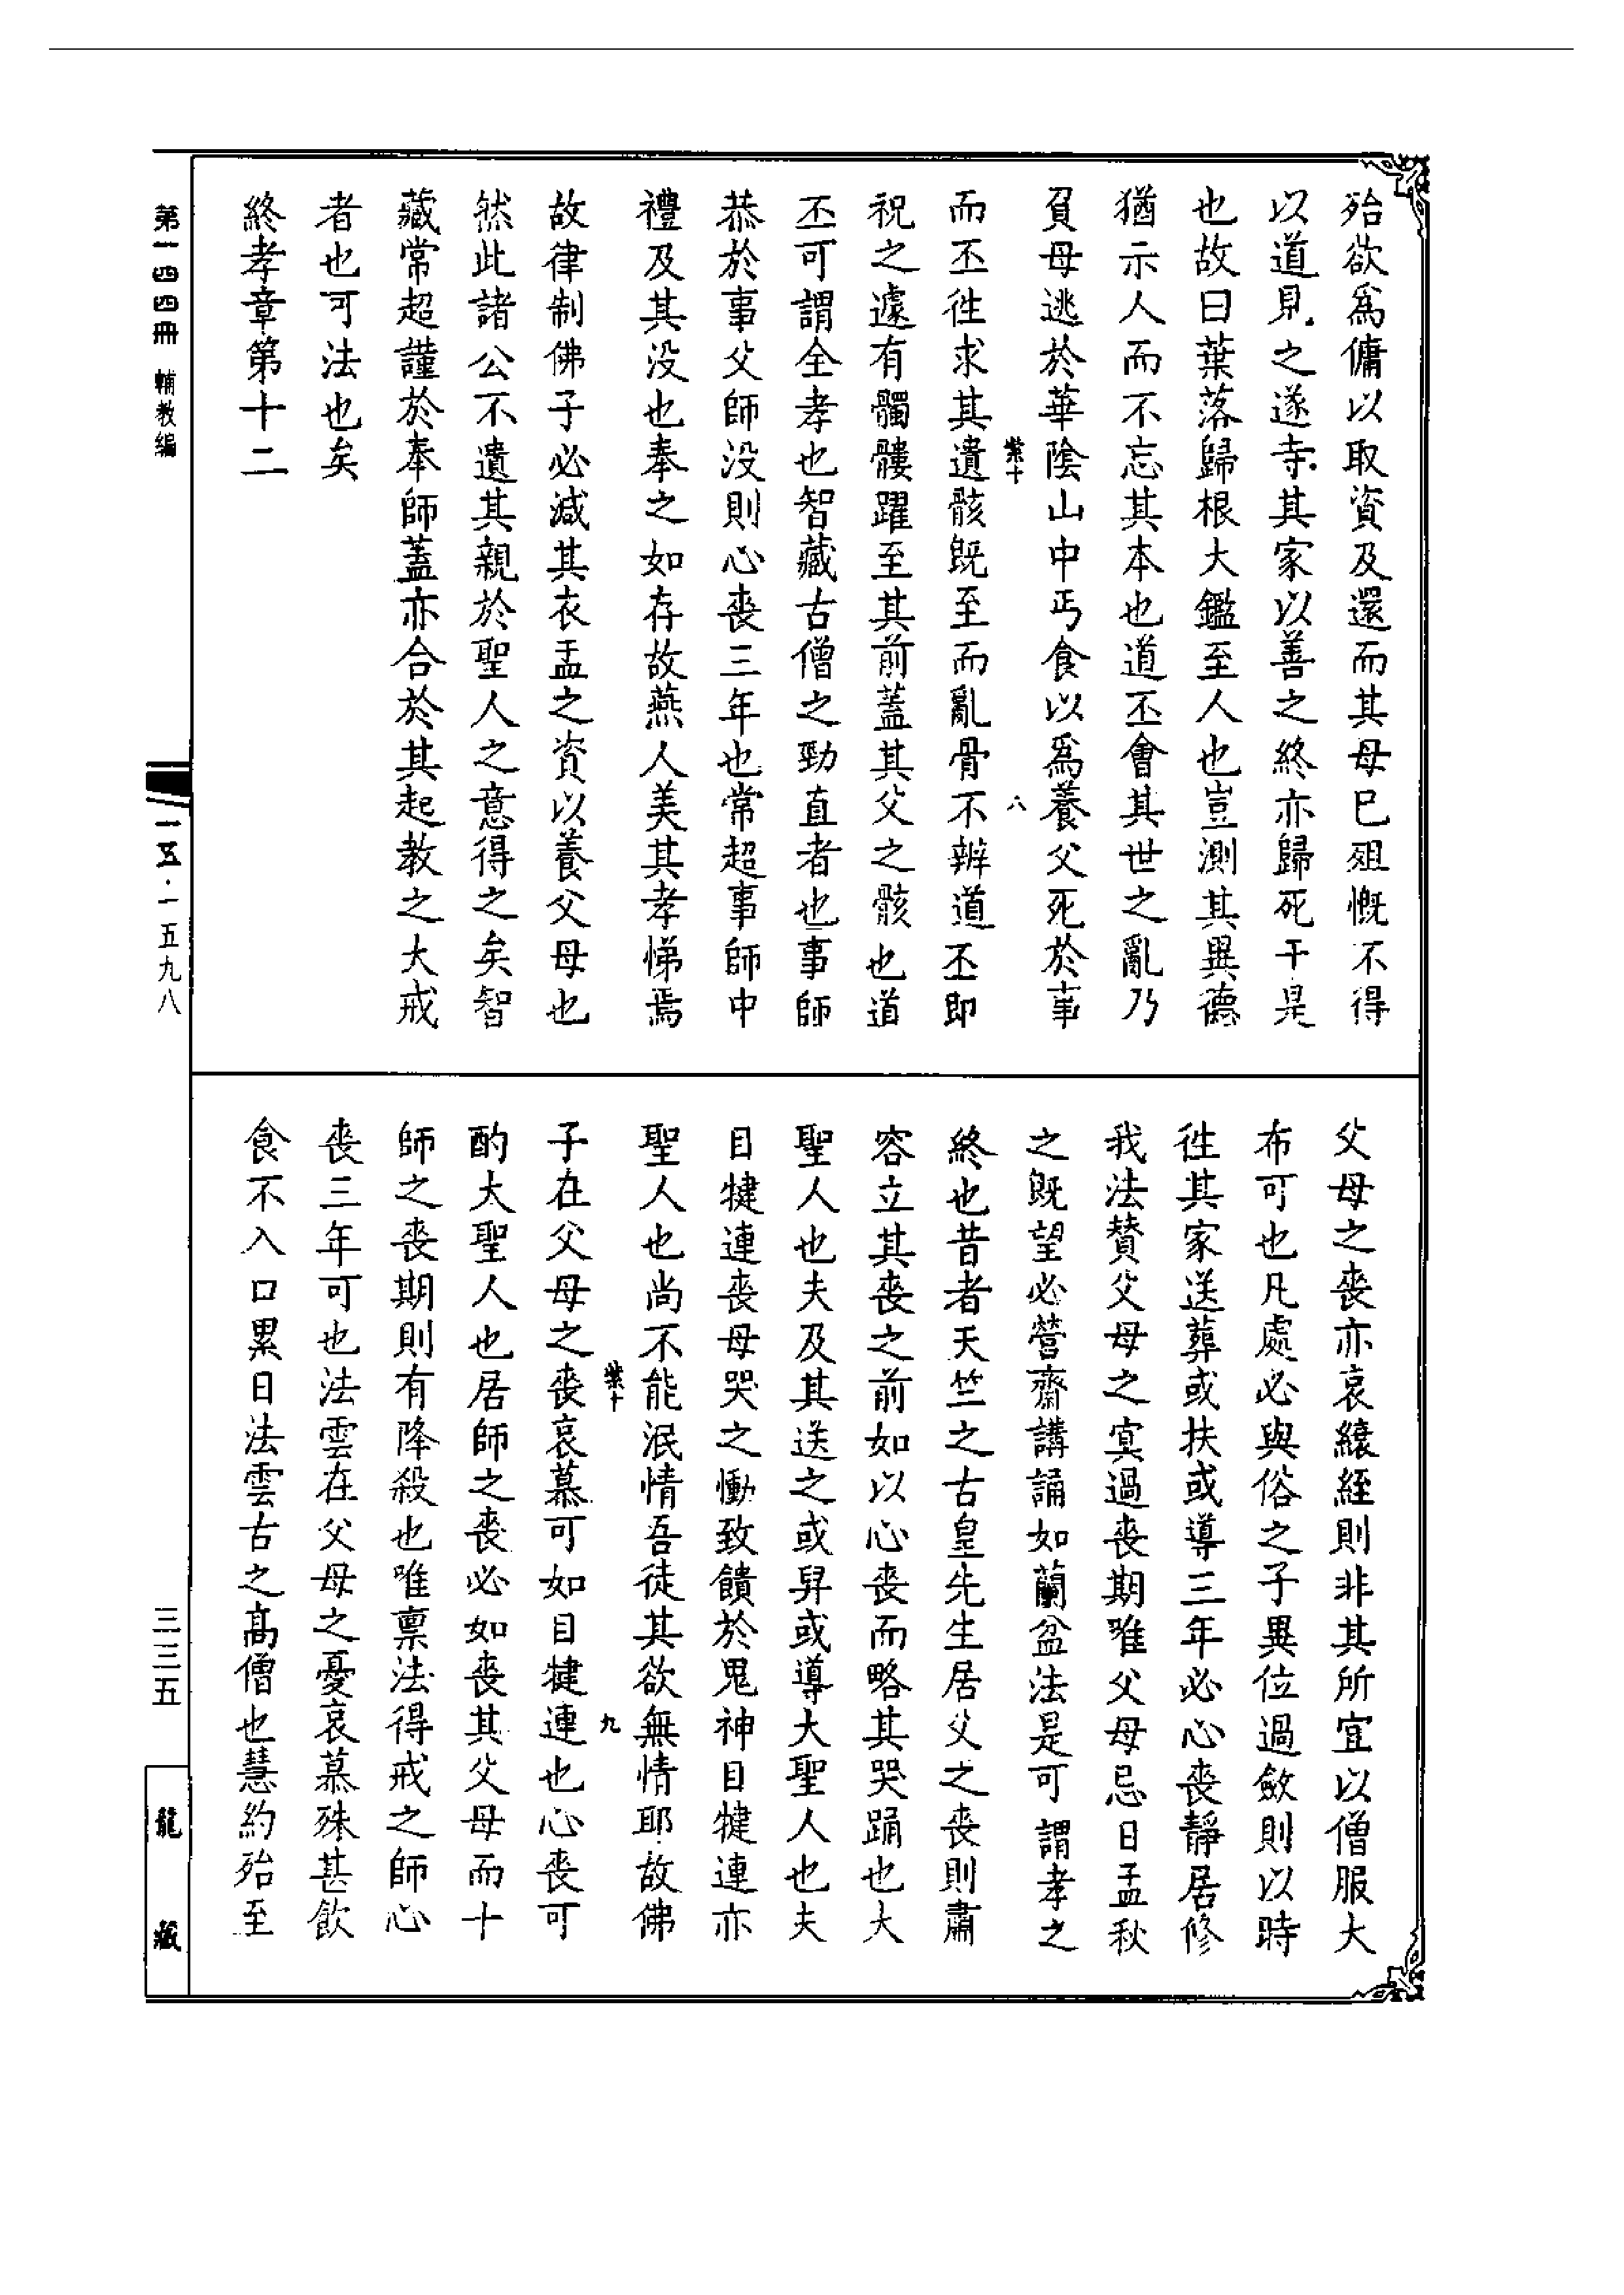 殆欲爲傭以取資及還而其母巳殂慨不得
以道見之遂寺其家以善之終亦歸死于是
也故曰葉落歸根大鑑至人也豈測其異德
猶示人而不忘其本也道丕會其世之亂乃
負母逃於華陰山中丐食以爲養父死於事
紫十 八
而丕徃求其遺骸旣至而亂骨不辨道丕即
祝之遽有髑髏躍至其前蓋其父之骸也道
丕可謂全孝也智藏古僧之勁直者也事師
恭於事父師没則心喪三年也常超事師中
禮及其没也奉之如存故燕人美其孝悌焉
故律制佛子必減其衣盂之資以養父母也
然此諸公不遺其親於聖人之意得之矣智
藏常超謹於奉師蓋亦合於其起教之大戒
者也可法也矣
終孝章第十二
父母之喪亦哀縗絰則非其所宜以僧服大
布可也凡處必與俗之子異位過斂則以時
徃其家送葬或扶或導三年必心喪靜居修
我法贊父母之冥過喪期唯父母忌日孟秋
之旣望必營齋講誦如蘭盆法是可謂孝之
終也昔者天竺之古皇先生居父之喪則肅
容立其喪之前如以心喪而略其哭踊也大
聖人也夫及其送之或舁或導大聖人也夫
目犍連喪母哭之慟致饋於鬼神目犍連亦
聖人也尚不能泯情吾徒其欲無情耶故佛
紫十 九
子在父母之喪哀慕可如目犍連也心喪可
酌大聖人也居師之喪必如喪其父母而十
師之喪期則有降殺也唯禀法得戒之師心
喪三年可也法雲在父母之憂哀慕殊甚飮
食不入口累日法雲古之高僧也慧約殆至
第一四四冊 輔教編
一五·一五九八
三三五
龍藏